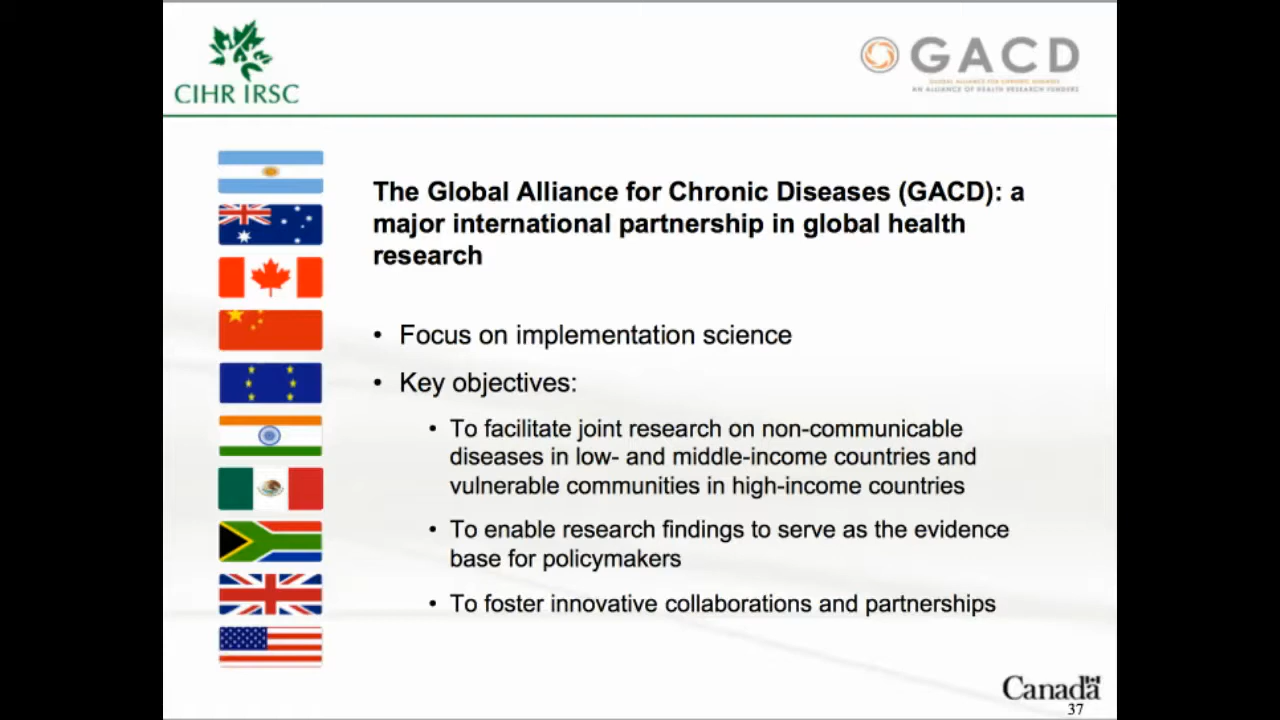 CIHR IRSC
GACD
GLOBAL ALLIANCE FOR CHRONIC DISEASES
AN ALLIANCE OF HEALTH RESEARCH FUNDERS
The Global Alliance for Chronic Diseases (GACD): a
major international partnership in global health
research
• Focus on implementation science
• Key objectives:
• To facilitate joint research on non-communicable
diseases in low- and middle-income countries and
vulnerable communities in high-income countries
• To enable research findings to serve as the evidence
base for policymakers
• To foster innovative collaborations and partnerships
Canada
37